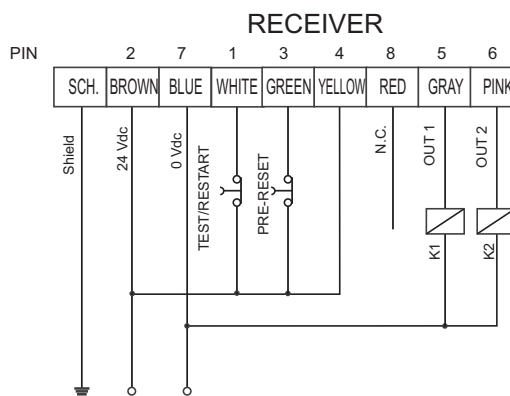 RECEIVER
PIN 2 7 1 3 4 8 5 6
SCH. BROWN BLUE WHITE GREEN YELLOW RED GRAY PINK
Shield
24 Vdc
0 Vdc
TEST/RESTART
PRE-RESET
N.C.
OUT 1
OUT 2
K1
K2